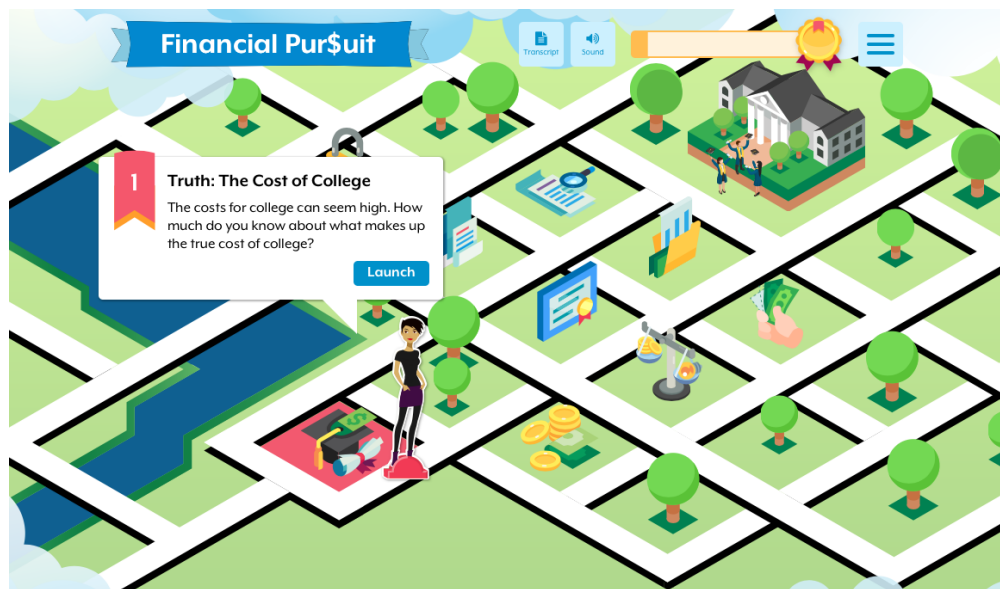 Financial Pur$uit
Transcript
Sound
1
Truth: The Cost of College
The costs for college can seem high. How
much do you know about what makes up
the true cost of college?
Launch